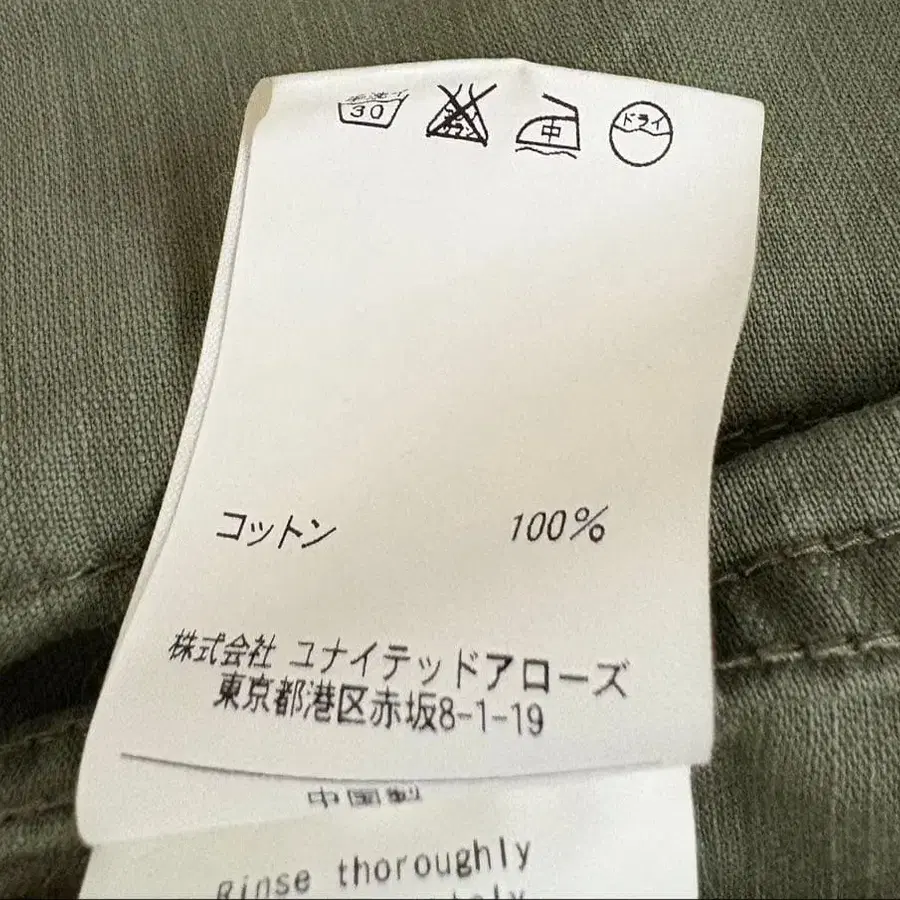 手洗イ
30
中
ドライ
コットン 100%
株式会社 ユナイテッドアローズ
東京都港区赤坂8-1-19
中国製
Rinse thoroughly